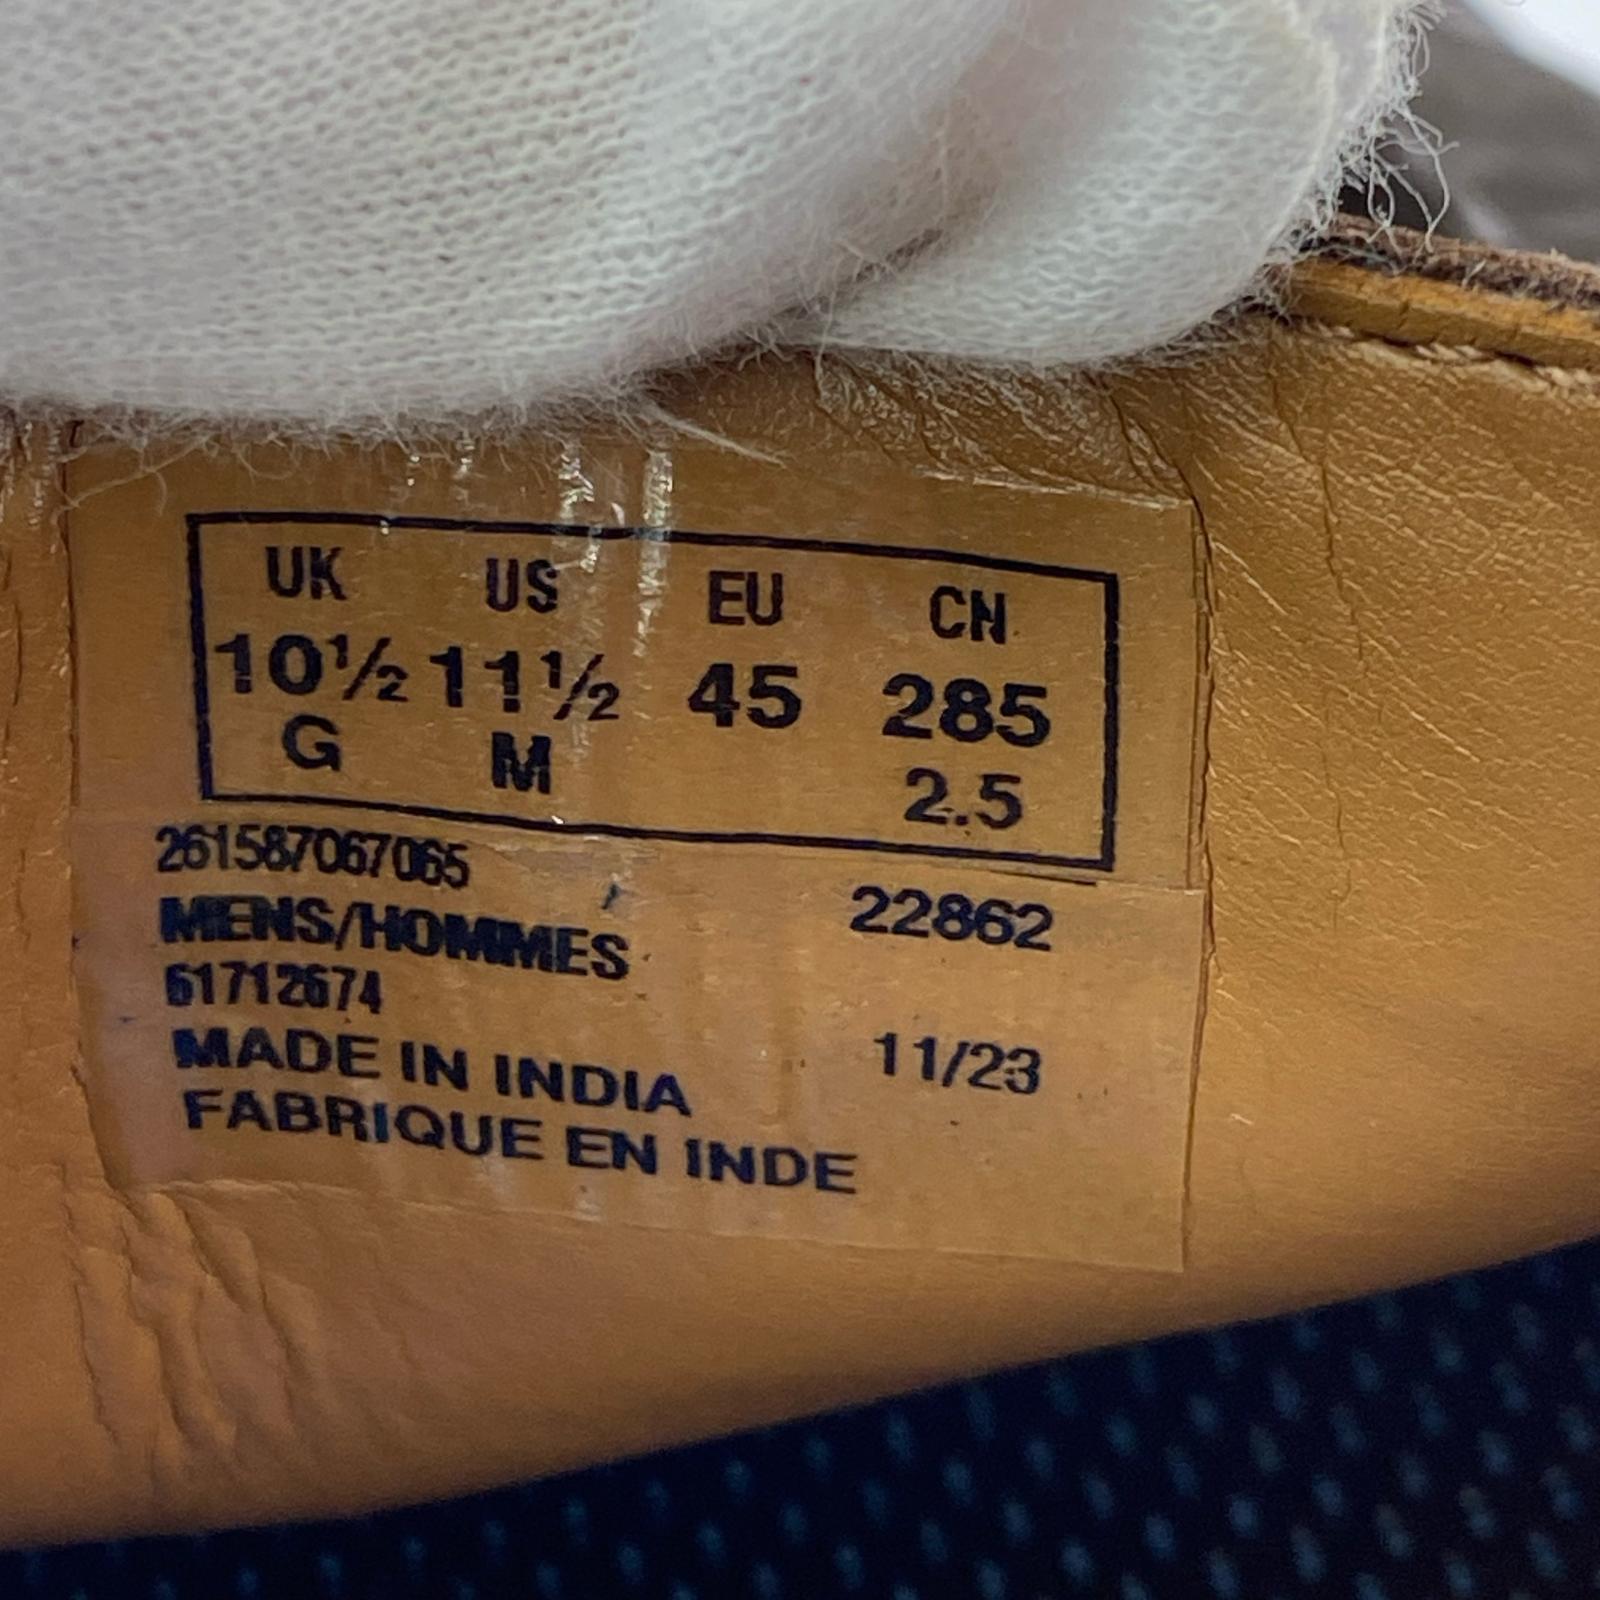 UK US EU CN
10½ 11½ 45 285
G M 2.5
261587067065
MENS/HOMMES 22862
61712674
MADE IN INDIA 11/23
FABRIQUE EN INDE